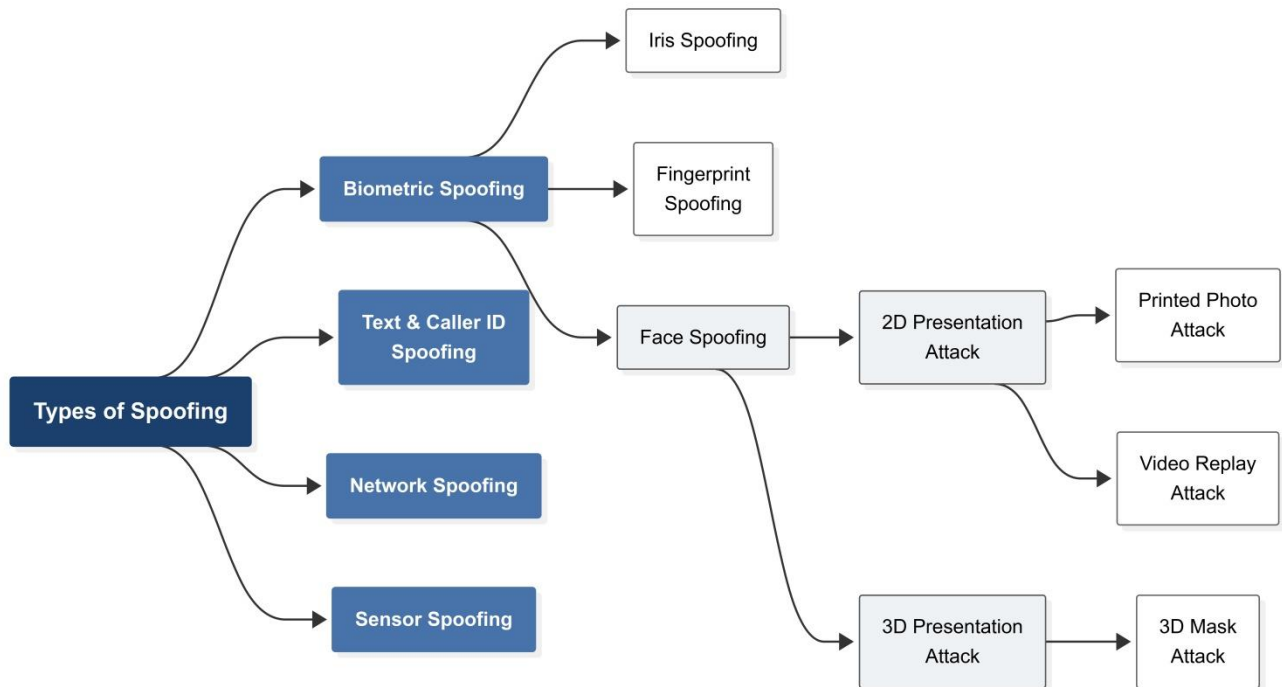 Iris Spoofing
Biometric Spoofing
Fingerprint
Spoofing
Text & Caller ID
Spoofing
Face Spoofing
2D Presentation
Attack
Printed Photo
Attack
Types of Spoofing
Video Replay
Attack
Network Spoofing
Sensor Spoofing
3D Presentation
Attack
3D Mask
Attack